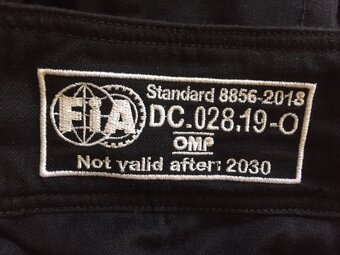 FIA
Standard 8856-2018
DC.028.19-O
OMP
Not valid after: 2030